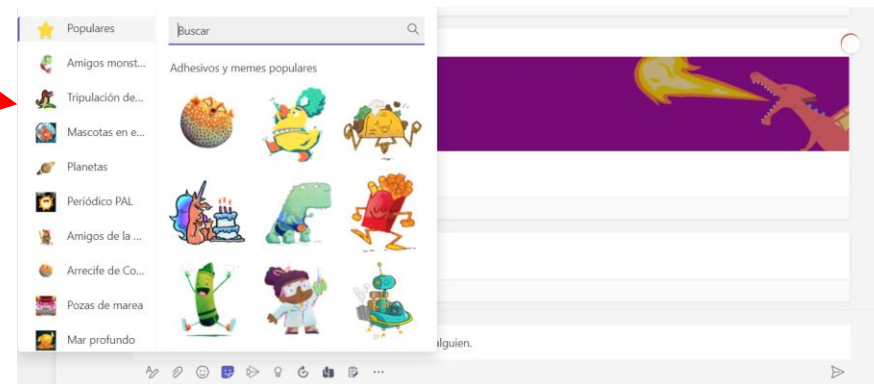 Populares
Buscar
Amigos monst...
Adhesivos y memes populares
Tripulación de...
Mascotas en e...
Planetas
Periódico PAL
Amigos de la ...
Arrecife de Co...
Pozas de marea
Mar profundo
alguien.